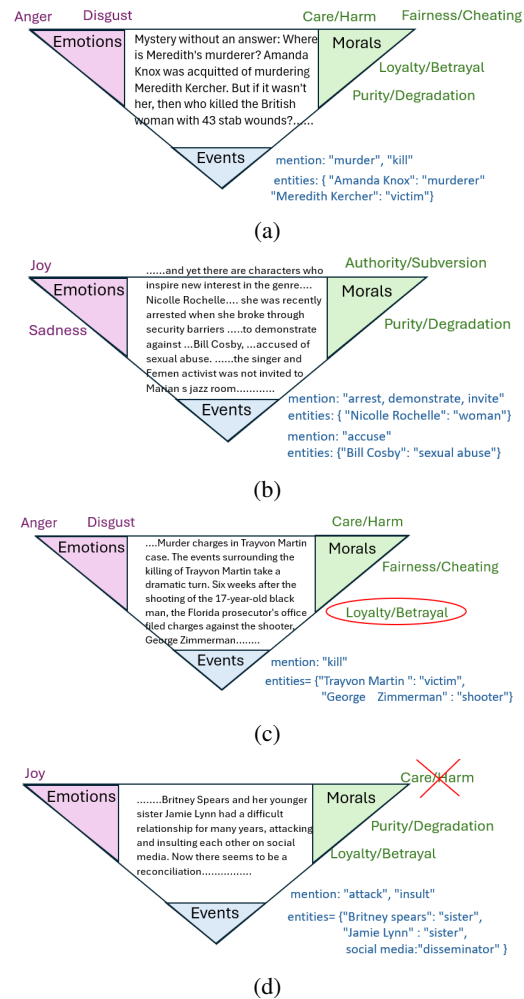 Anger Disgust Care/Harm Fairness/Cheating
Emotions
Mystery without an answer: Where
is Meredith's murderer? Amanda
Knox was acquitted of murdering
Meredith Kercher. But if it wasn't
her, then who killed the British
woman with 43 stab wounds?......
Morals
Loyalty/Betrayal
Purity/Degradation
Events
mention: "murder", "kill"
entities: { "Amanda Knox": "murderer"
"Meredith Kercher": "victim"}
(a)
Joy Authority/Subversion
Emotions
Sadness
......and yet there are characters who
inspire new interest in the genre....
Nicolle Rochelle.... she was recently
arrested when she broke through
security barriers .....to demonstrate
against ...Bill Cosby, ...accused of
sexual abuse. ......the singer and
Femen activist was not invited to
Marian s jazz room............
Morals
Purity/Degradation
Events
mention: "arrest, demonstrate, invite"
entities: { "Nicolle Rochelle": "woman"}
mention: "accuse"
entities: {"Bill Cosby": "sexual abuse"}
(b)
Anger Disgust Care/Harm
Emotions
....Murder charges in Trayvon Martin
case. The events surrounding the
killing of Trayvon Martin take a
dramatic turn. Six weeks after the
shooting of the 17-year-old black
man, the Florida prosecutor's office
filed charges against the shooter,
George Zimmerman........
Morals
Fairness/Cheating
Loyalty/Betrayal
Events
mention: "kill"
entities= {"Trayvon Martin ": "victim",
"George Zimmerman" : "shooter"}
(c)
Joy
Care/Harm
Emotions
........Britney Spears and her younger
sister Jamie Lynn had a difficult
relationship for many years, attacking
and insulting each other on social
media. Now there seems to be a
reconciliation...............
Morals
Purity/Degradation
Loyalty/Betrayal
Events
mention: "attack", "insult"
entities= {"Britney spears": "sister",
"Jamie Lynn" : "sister",
social media:"disseminator" }
(d)